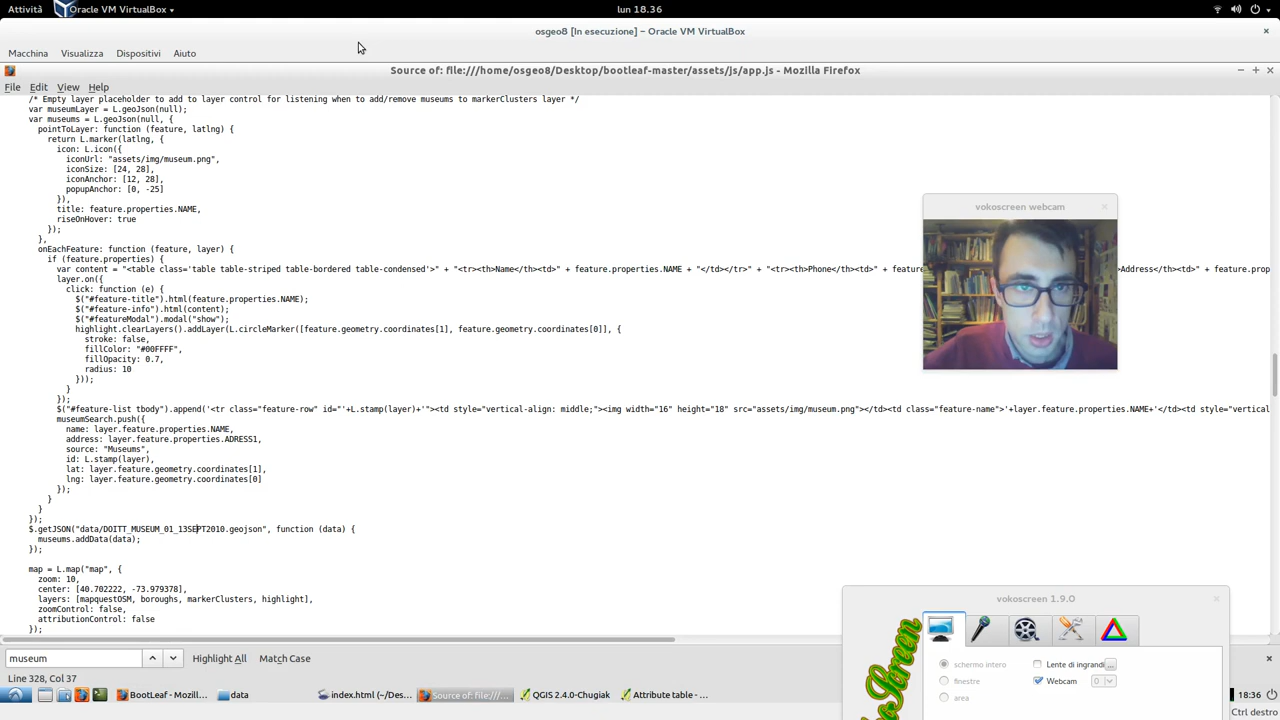 Attività Oracle VM VirtualBox lun 18.36
osgeo8 [In esecuzione] – Oracle VM VirtualBox
Macchina Visualizza Dispositivi Aiuto
Source of: file:///home/osgeo8/Desktop/bootleaf-master/assets/js/app.js - Mozilla Firefox
File Edit View Help
/* Empty layer placeholder to add to layer control for listening when to add/remove museums to markerClusters layer */
var museumLayer = L.geoJson(null);
var museums = L.geoJson(null, {
pointToLayer: function (feature, latlng) {
return L.marker(latlng, {
icon: L.icon({
iconUrl: "assets/img/museum.png",
iconSize: [24, 28],
iconAnchor: [12, 28],
popupAnchor: [0, -25]
}),
title: feature.properties.NAME,
riseOnHover: true
});
},
onEachFeature: function (feature, layer) {
if (feature.properties) {
var content = "<table class='table table-striped table-bordered table-condensed'>" + "<tr><th>Name</th><td>" + feature.properties.NAME + "</td></tr>" + "<tr><th>Phone</th><td>" + featur >Address</th><td>" + feature.prop
layer.on({
click: function (e) {
$("#feature-title").html(feature.properties.NAME);
$("#feature-info").html(content);
$("#featureModal").modal("show");
highlight.clearLayers().addLayer(L.circleMarker([feature.geometry.coordinates[1], feature.geometry.coordinates[0]], {
stroke: false,
fillColor: "#00FFFF",
fillOpacity: 0.7,
radius: 10
}));
}
});
$("#feature-list tbody").append('<tr class="feature-row" id="'+L.stamp(layer)+'"><td style="vertical-align: middle;"><img width="16" height="18" src="assets/img/museum.png"></td><td class="feature-name">'+layer.feature.properties.NAME+'</td><td style="vertical
museumSearch.push({
name: layer.feature.properties.NAME,
address: layer.feature.properties.ADRESS1,
source: "Museums",
id: L.stamp(layer),
lat: layer.feature.geometry.coordinates[1],
lng: layer.feature.geometry.coordinates[0]
});
}
}
});
$.getJSON("data/DOITT_MUSEUM_01_13SEPT2010.geojson", function (data) {
museums.addData(data);
});
map = L.map("map", {
zoom: 10,
center: [40.702222, -73.979378],
layers: [mapquestOSM, boroughs, markerClusters, highlight],
zoomControl: false,
attributionControl: false
});
vokoscreen webcam
vokoscreen 1.9.0
vokoScreen
schermo intero Lente di ingrandi ...
finestre Webcam 0
area
museum Highlight All Match Case
Line 328, Col 37
BootLeaf - Mozill... data index.html (~/Des... Source of: file:///... QGIS 2.4.0-Chugiak Attribute table - ... 18:36
Ctrl destro